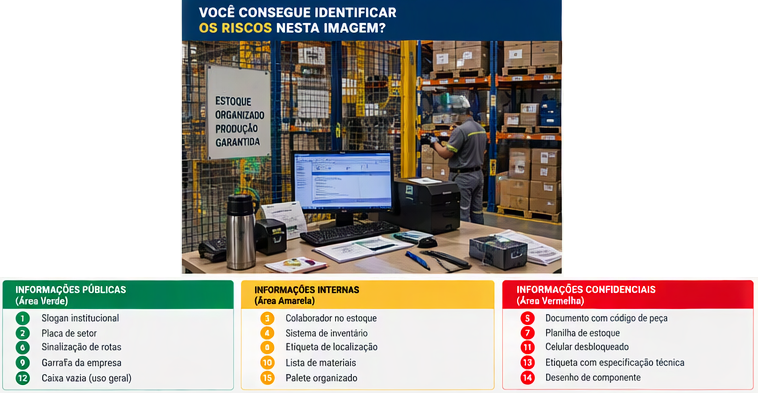 VOCÊ CONSEGUE IDENTIFICAR
OS RISCOS NESTA IMAGEM?
ESTOQUE
ORGANIZADO
PRODUÇÃO
GARANTIDA
INFORMAÇÕES PÚBLICAS
(Área Verde)
1 Slogan institucional
2 Placa de setor
6 Sinalização de rotas
9 Garrafa da empresa
12 Caixa vazia (uso geral)
INFORMAÇÕES INTERNAS
(Área Amarela)
3 Colaborador no estoque
4 Sistema de inventário
8 Etiqueta de localização
10 Lista de materiais
15 Palete organizado
INFORMAÇÕES CONFIDENCIAIS
(Área Vermelha)
5 Documento com código de peça
7 Planilha de estoque
11 Celular desbloqueado
13 Etiqueta com especificação técnica
14 Desenho de componente